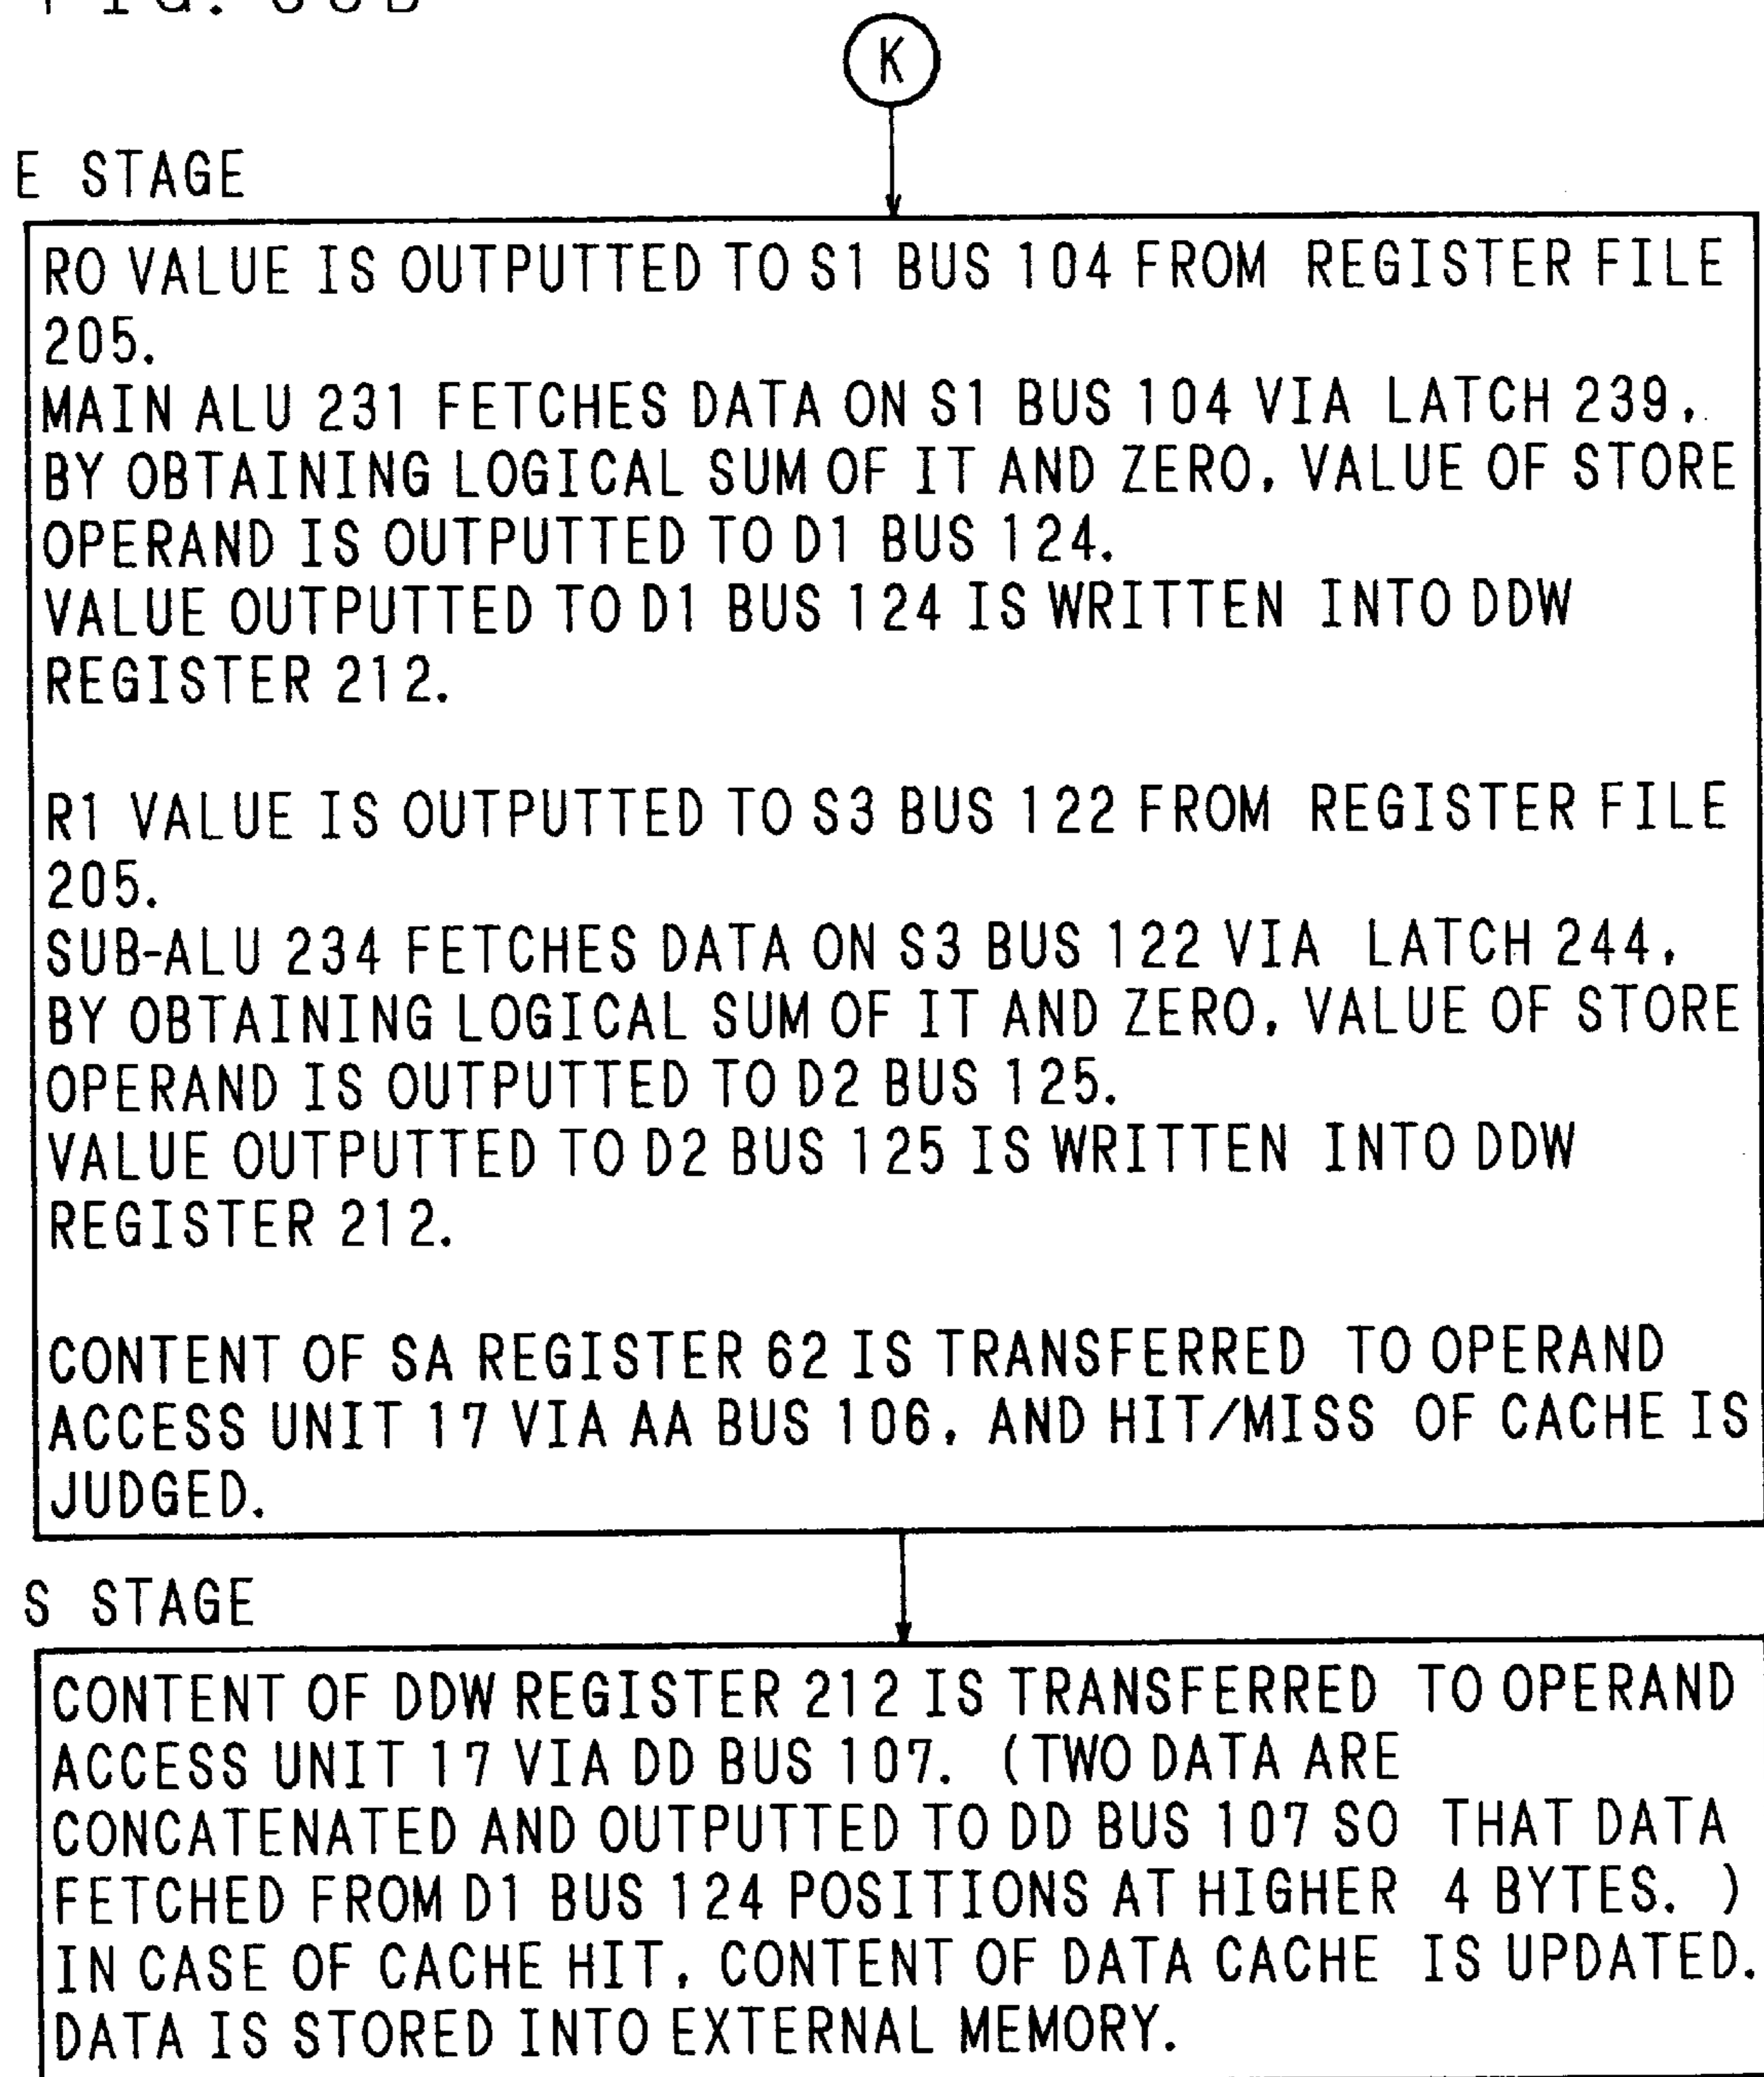 K
E STAGE
R0 VALUE IS OUTPUTTED TO S1 BUS 104 FROM REGISTER FILE
205.
MAIN ALU 231 FETCHES DATA ON S1 BUS 104 VIA LATCH 239,
BY OBTAINING LOGICAL SUM OF IT AND ZERO, VALUE OF STORE
OPERAND IS OUTPUTTED TO D1 BUS 124.
VALUE OUTPUTTED TO D1 BUS 124 IS WRITTEN INTO DDW
REGISTER 212.
R1 VALUE IS OUTPUTTED TO S3 BUS 122 FROM REGISTER FILE
205.
SUB-ALU 234 FETCHES DATA ON S3 BUS 122 VIA LATCH 244,
BY OBTAINING LOGICAL SUM OF IT AND ZERO, VALUE OF STORE
OPERAND IS OUTPUTTED TO D2 BUS 125.
VALUE OUTPUTTED TO D2 BUS 125 IS WRITTEN INTO DDW
REGISTER 212.
CONTENT OF SA REGISTER 62 IS TRANSFERRED TO OPERAND
ACCESS UNIT 17 VIA AA BUS 106, AND HIT/MISS OF CACHE IS
JUDGED.
S STAGE
CONTENT OF DDW REGISTER 212 IS TRANSFERRED TO OPERAND
ACCESS UNIT 17 VIA DD BUS 107. (TWO DATA ARE
CONCATENATED AND OUTPUTTED TO DD BUS 107 SO THAT DATA
FETCHED FROM D1 BUS 124 POSITIONS AT HIGHER 4 BYTES. )
IN CASE OF CACHE HIT, CONTENT OF DATA CACHE IS UPDATED.
DATA IS STORED INTO EXTERNAL MEMORY.